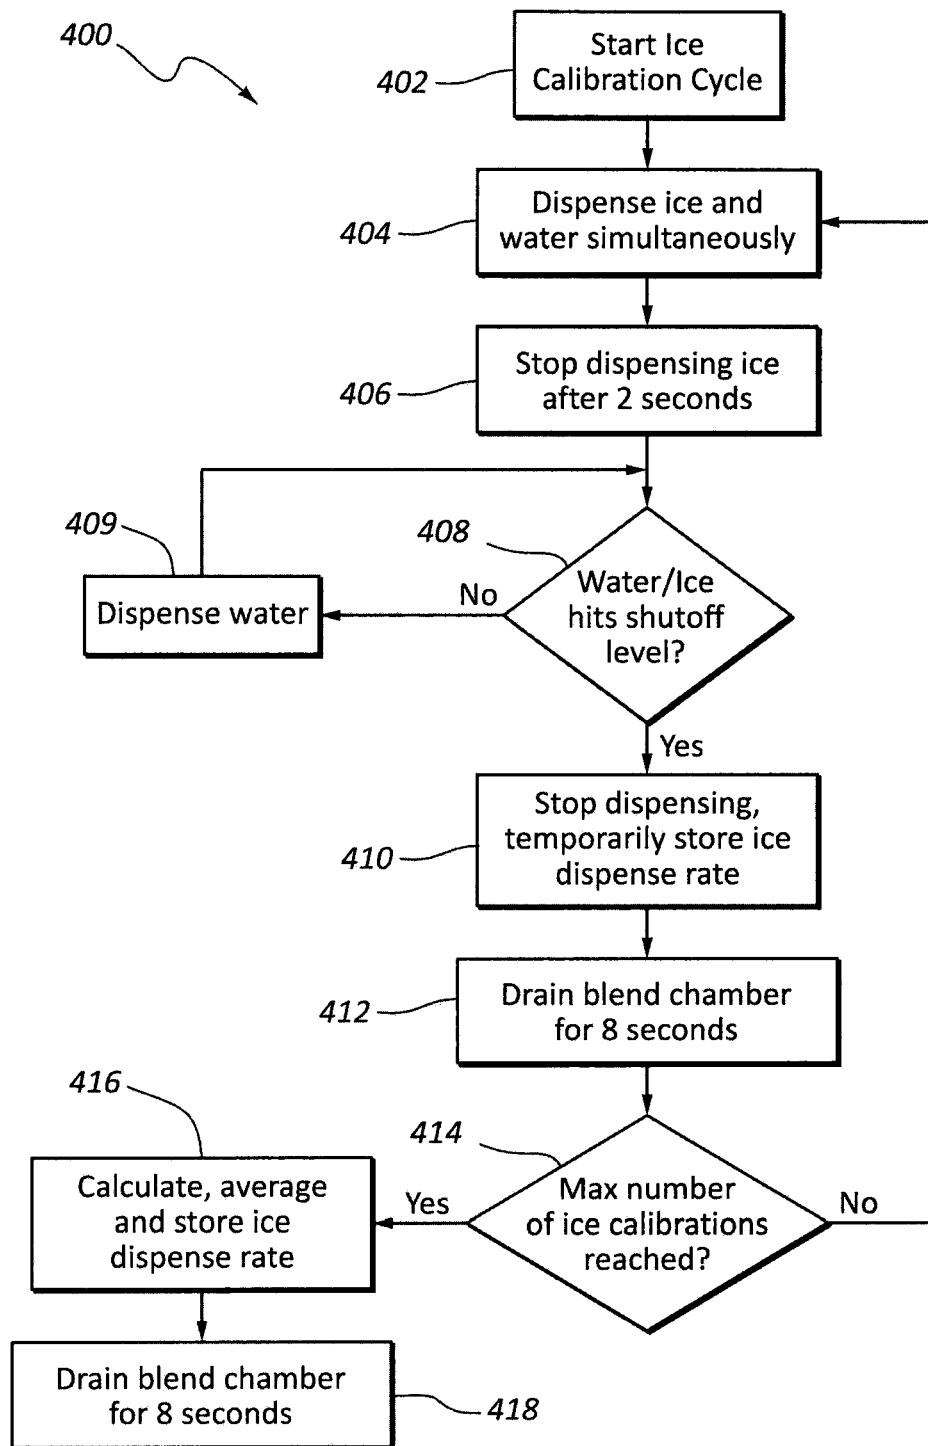 400
Start Ice
Calibration Cycle
402
Dispense ice and
water simultaneously
404
Stop dispensing ice
after 2 seconds
406
409
408
Dispense water
No
Water/Ice
hits shutoff
level?
Yes
Stop dispensing,
temporarily store ice
dispense rate
410
Drain blend chamber
for 8 seconds
412
416
414
Calculate, average
and store ice
dispense rate
Yes
Max number
of ice calibrations
reached?
No
Drain blend chamber
for 8 seconds
418